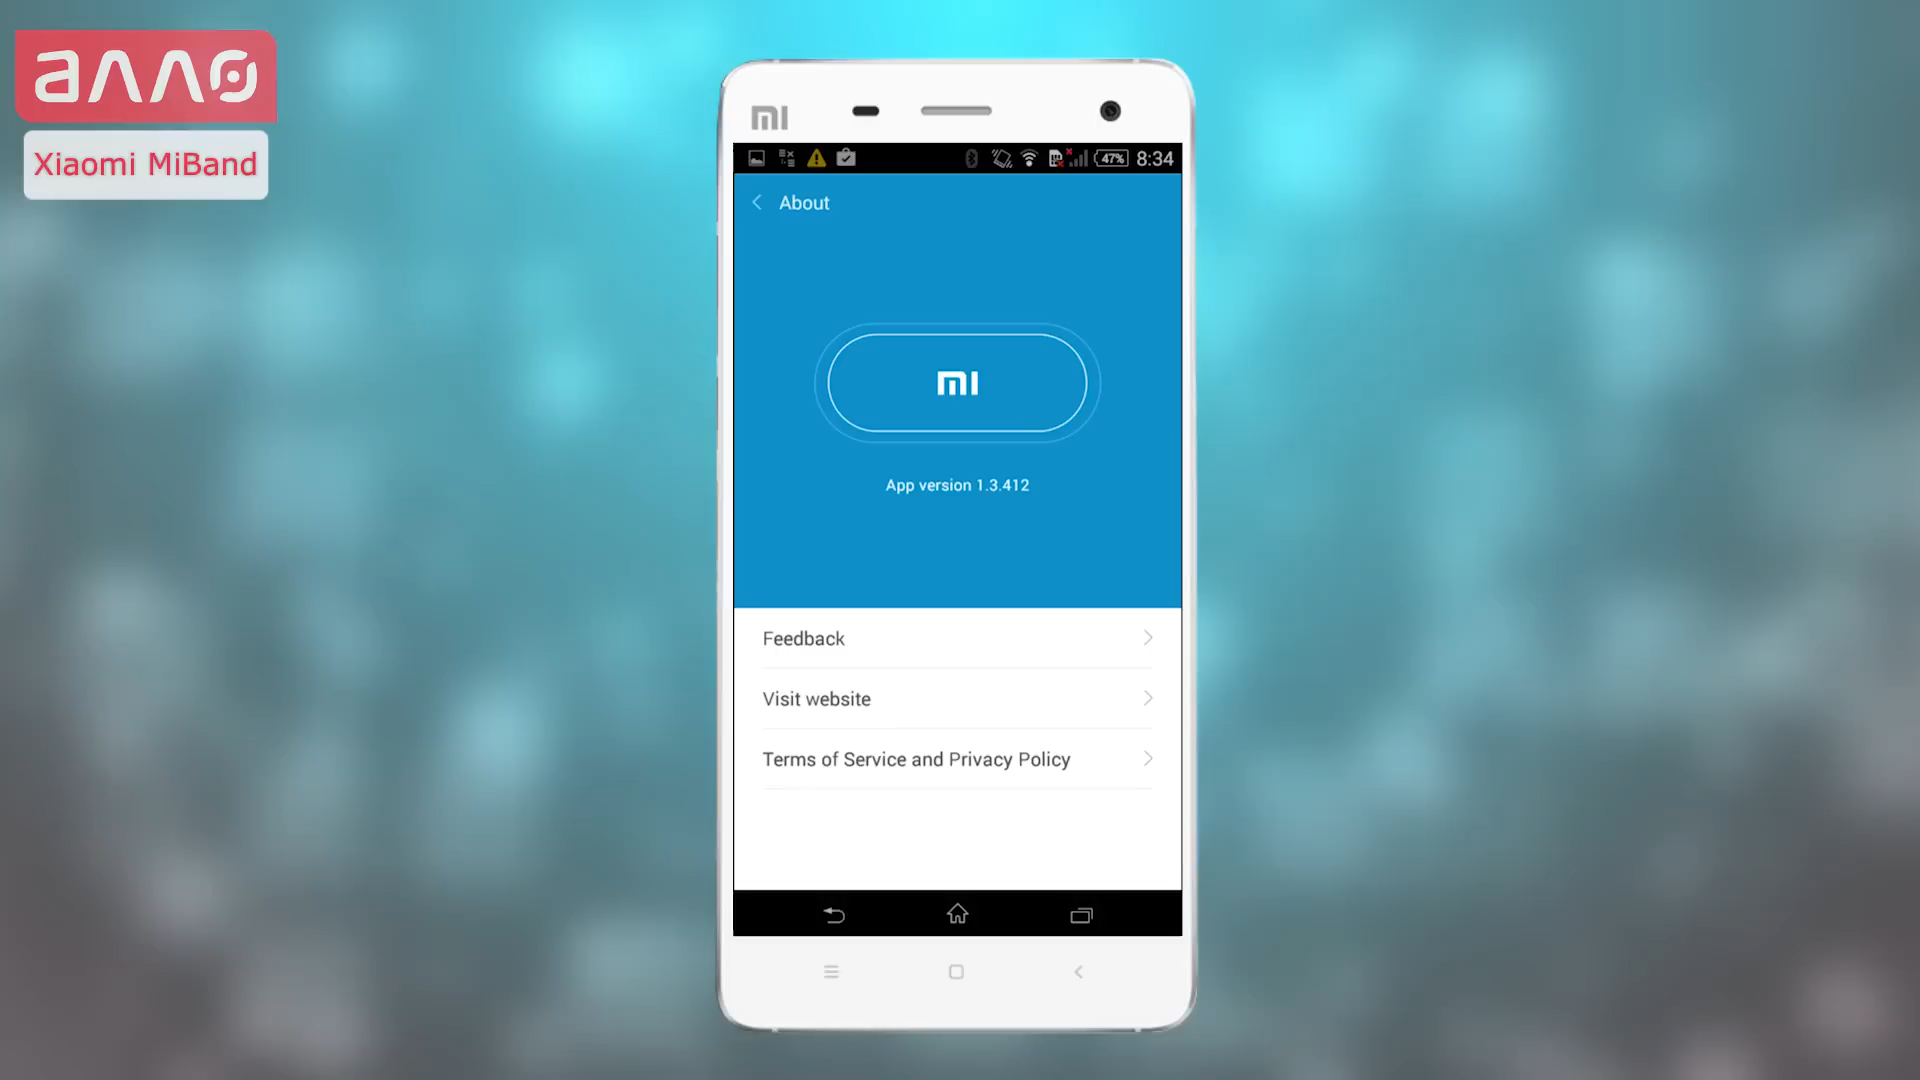 алло
Xiaomi MiBand
mi
47% 8:34
About
mi
App version 1.3.412
Feedback
Visit website
Terms of Service and Privacy Policy